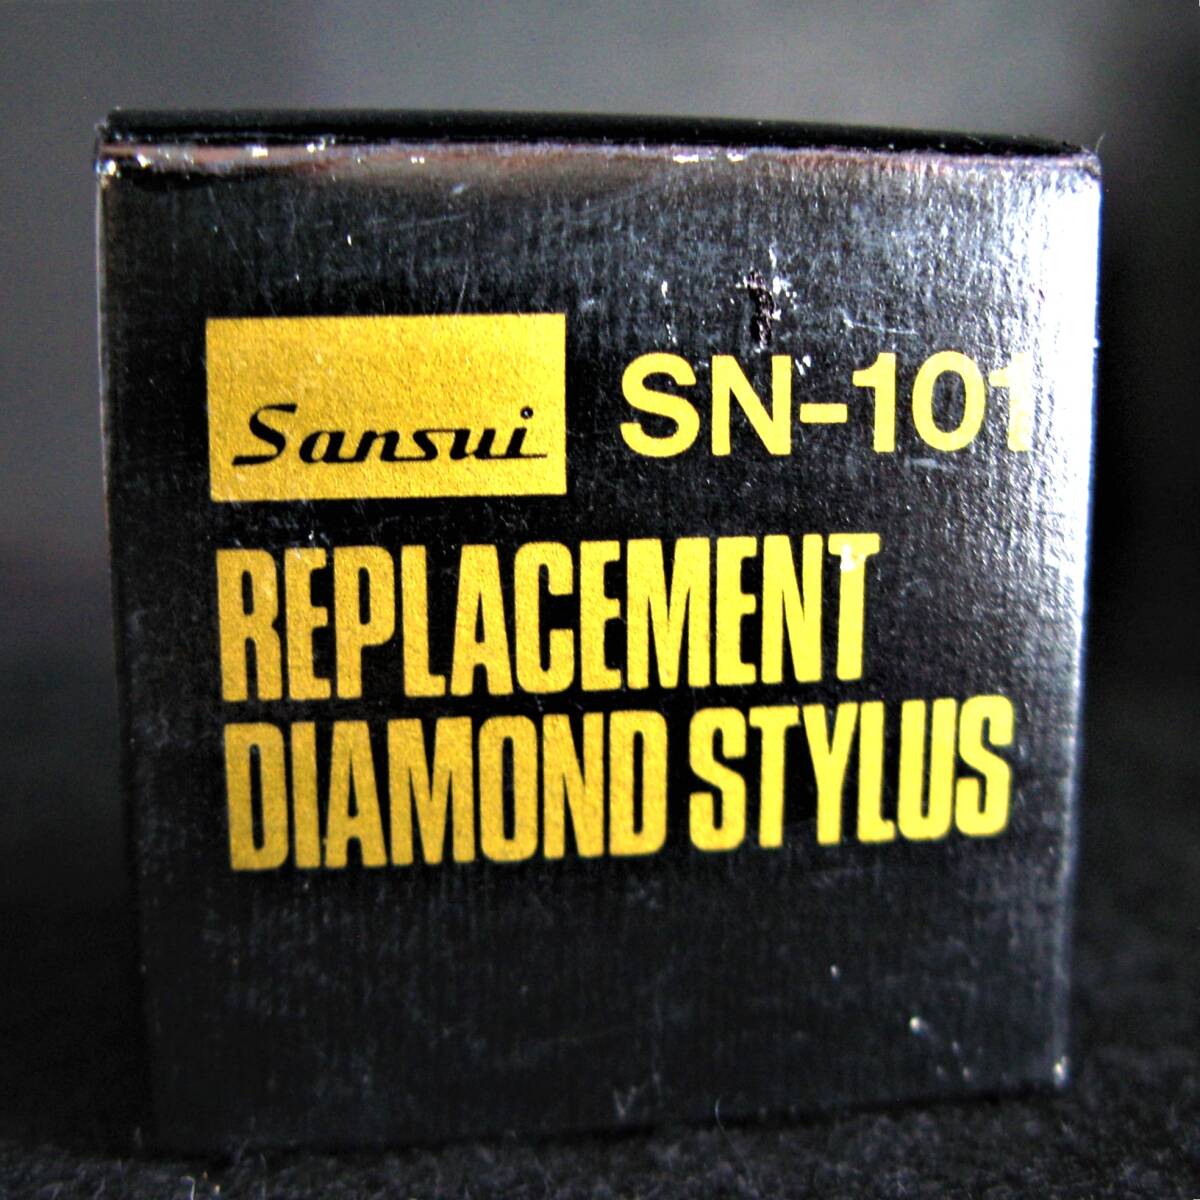 Sansui SN-101
REPLACEMENT
DIAMOND STYLUS